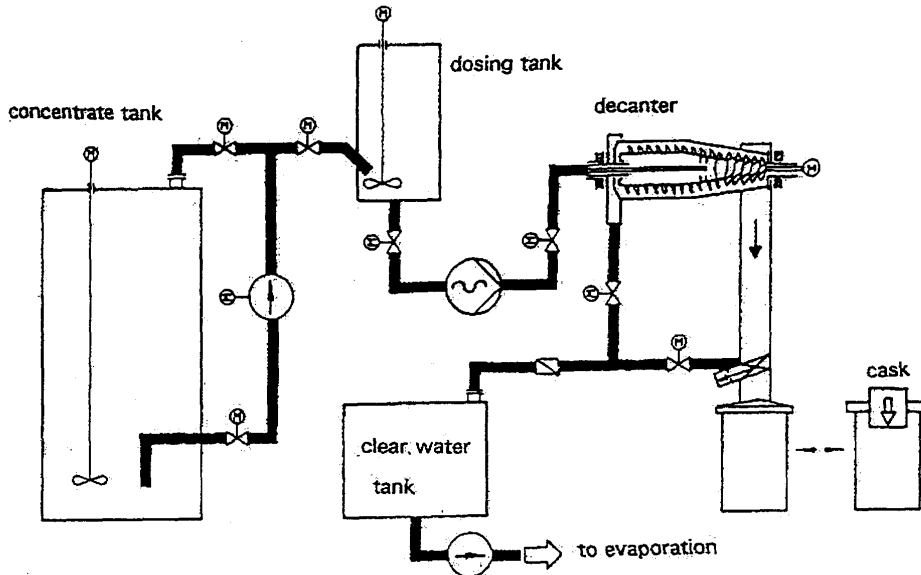 dosing tank
concentrate tank
decanter
M
M
M
M
M
M
M
M
M
M
M
M
cask
clear water
tank
to evaporation